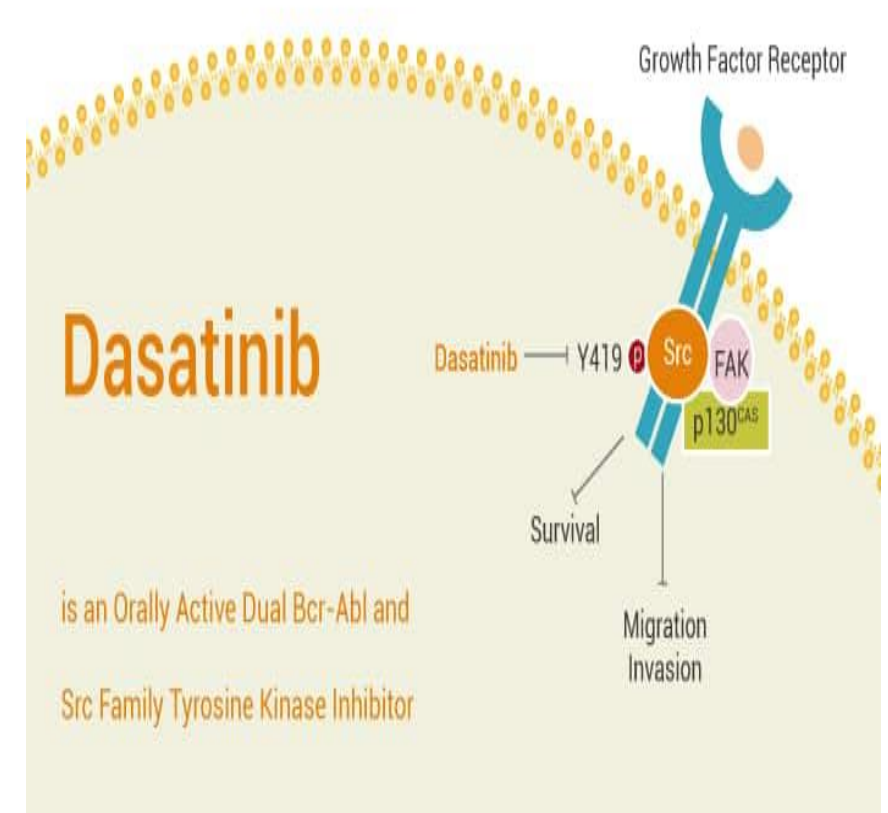 Growth Factor Receptor
Dasatinib
Dasatinib
Y419
P
Src
FAK
p130CAS
Survival
Migration
Invasion
is an Orally Active Dual Bcr-Abl and
Src Family Tyrosine Kinase Inhibitor